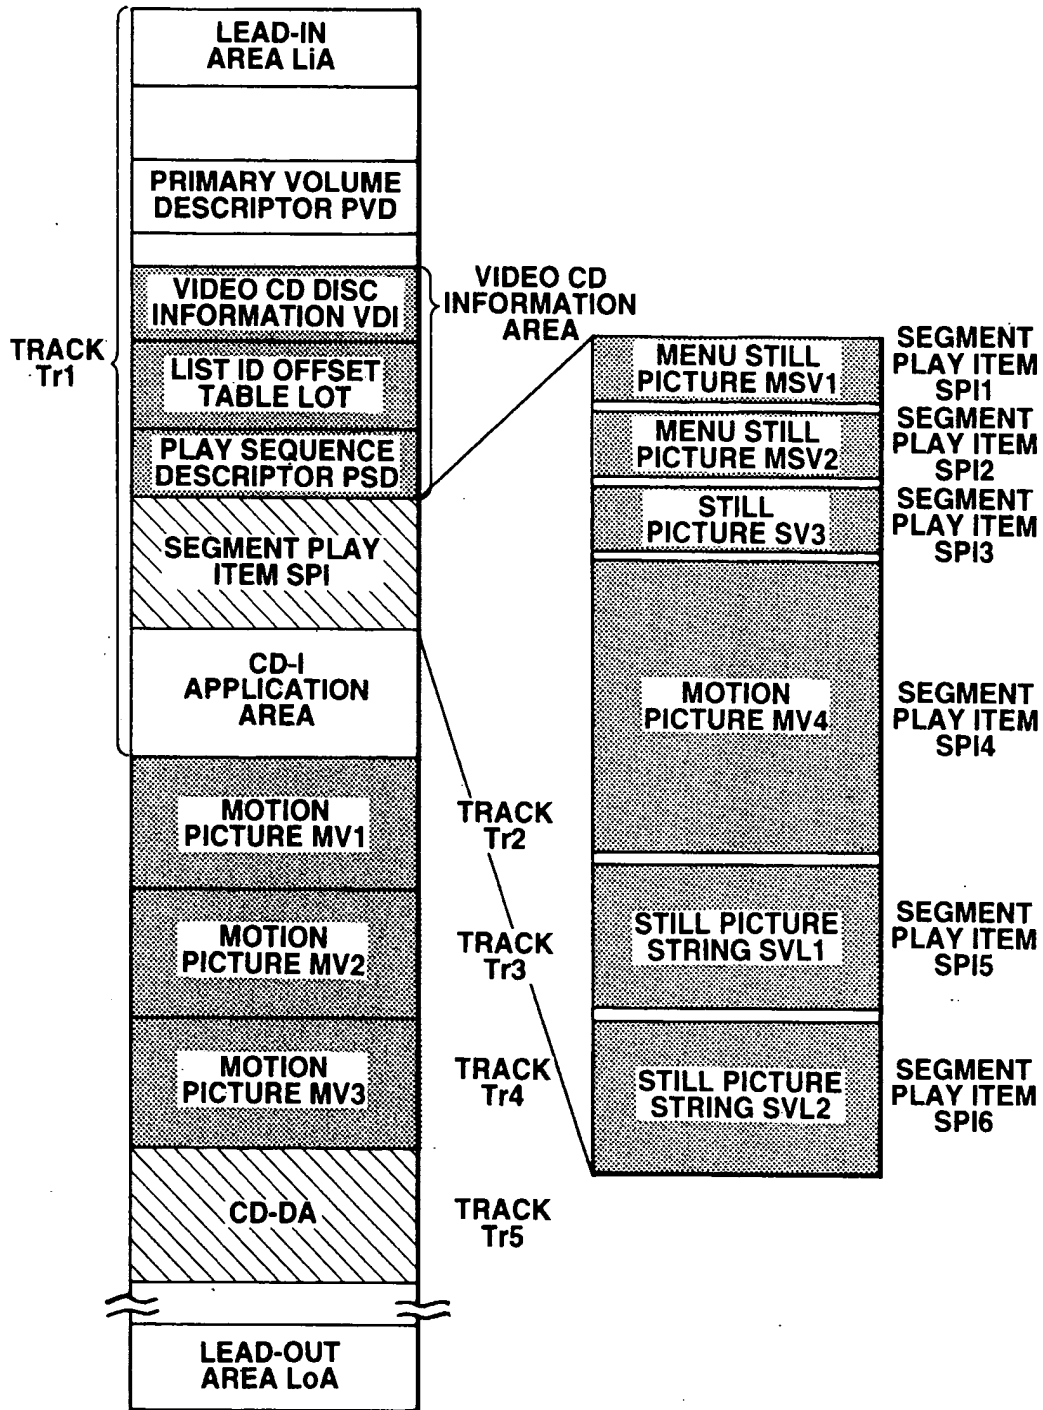 LEAD-IN
AREA LiA
PRIMARY VOLUME
DESCRIPTOR PVD
VIDEO CD DISC
INFORMATION VDI
VIDEO CD
INFORMATION
AREA
TRACK
Tr1
LIST ID OFFSET
TABLE LOT
PLAY SEQUENCE
DESCRIPTOR PSD
SEGMENT PLAY
ITEM SPI
CD-I
APPLICATION
AREA
MOTION
PICTURE MV1
TRACK
Tr2
MOTION
PICTURE MV2
TRACK
Tr3
MOTION
PICTURE MV3
TRACK
Tr4
CD-DA
TRACK
Tr5
LEAD-OUT
AREA LoA
MENU STILL
PICTURE MSV1
SEGMENT
PLAY ITEM
SPI1
MENU STILL
PICTURE MSV2
SEGMENT
PLAY ITEM
SPI2
STILL
PICTURE SV3
SEGMENT
PLAY ITEM
SPI3
MOTION
PICTURE MV4
SEGMENT
PLAY ITEM
SPI4
STILL PICTURE
STRING SVL1
SEGMENT
PLAY ITEM
SPI5
STILL PICTURE
STRING SVL2
SEGMENT
PLAY ITEM
SPI6